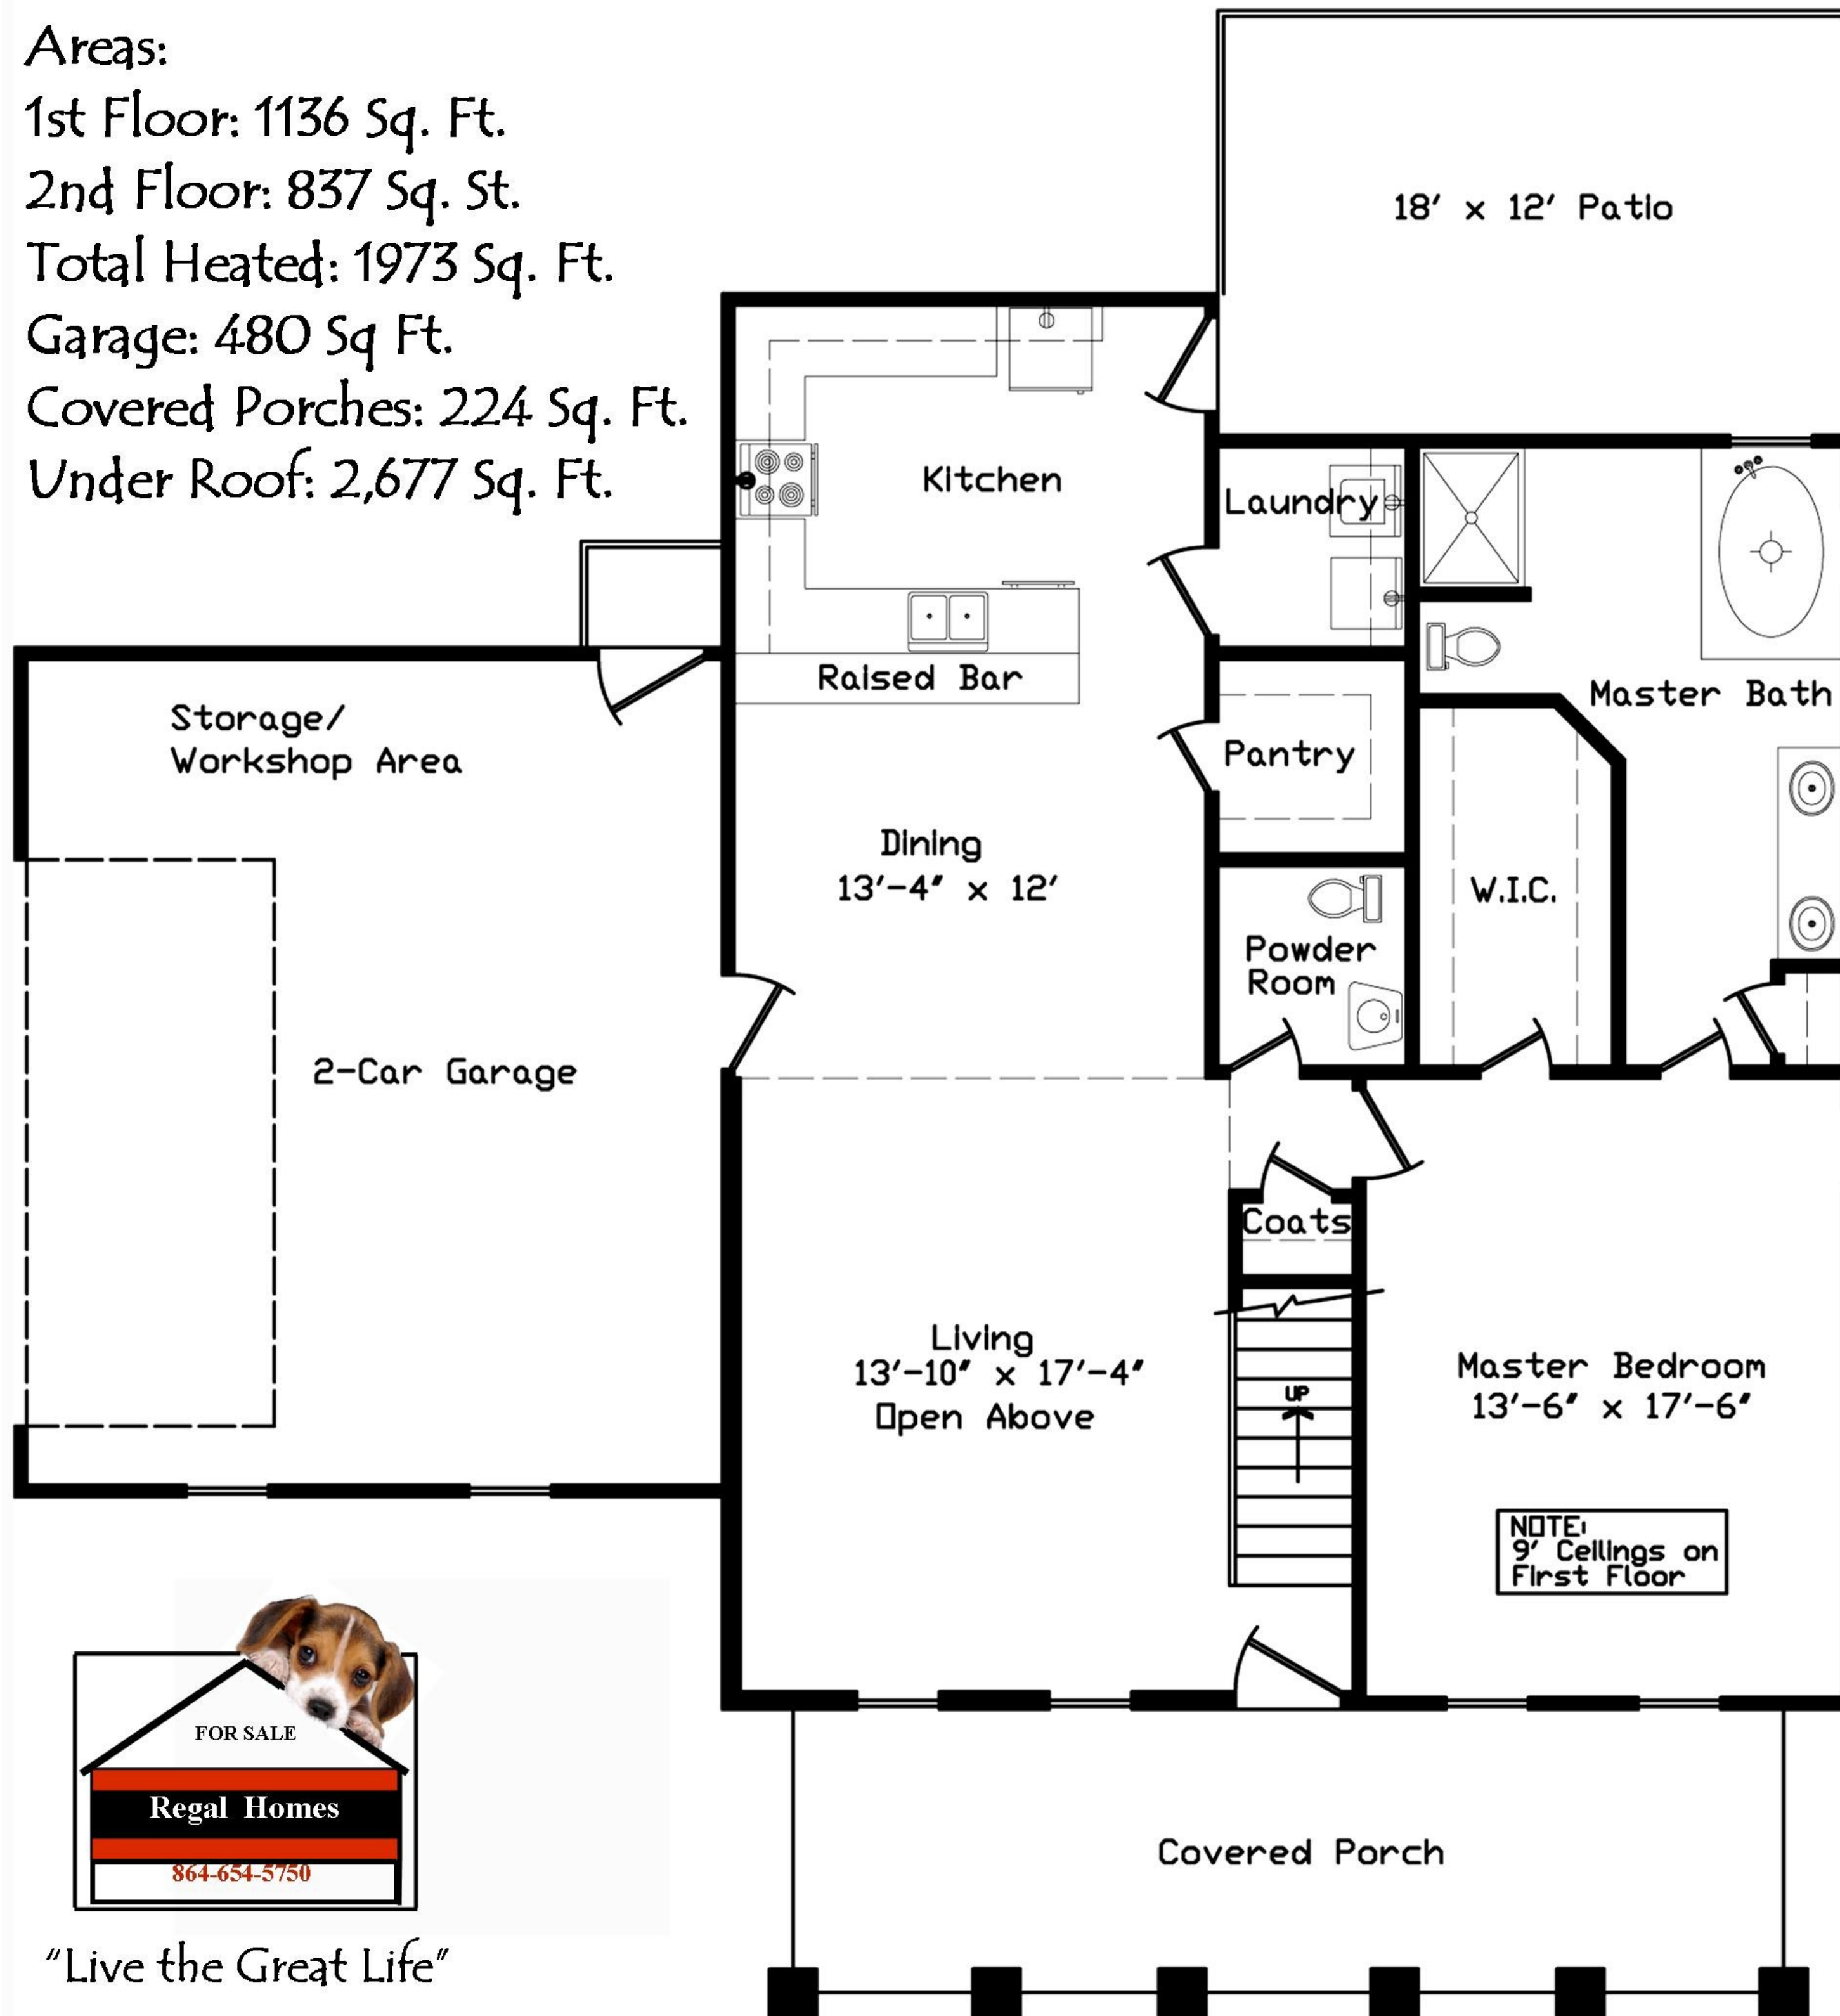 Areas:
1st Floor: 1136 Sq. Ft.
2nd Floor: 837 Sq. St.
Total Heated: 1973 Sq. Ft.
Garage: 480 Sq Ft.
Covered Porches: 224 Sq. Ft.
Under Roof: 2,677 Sq. Ft.
18' x 12' Patio
Kitchen
Laundry
Raised Bar
Master Bath
Storage/
Workshop Area
Pantry
Dining
13'-4" x 12'
W.I.C.
Powder
Room
2-Car Garage
Coats
Living
13'-10" x 17'-4"
Open Above
UP
Master Bedroom
13'-6" x 17'-6"
NOTE:
9' Ceilings on
First Floor
FOR SALE
Regal Homes
864-654-5750
Covered Porch
"Live the Great Life"